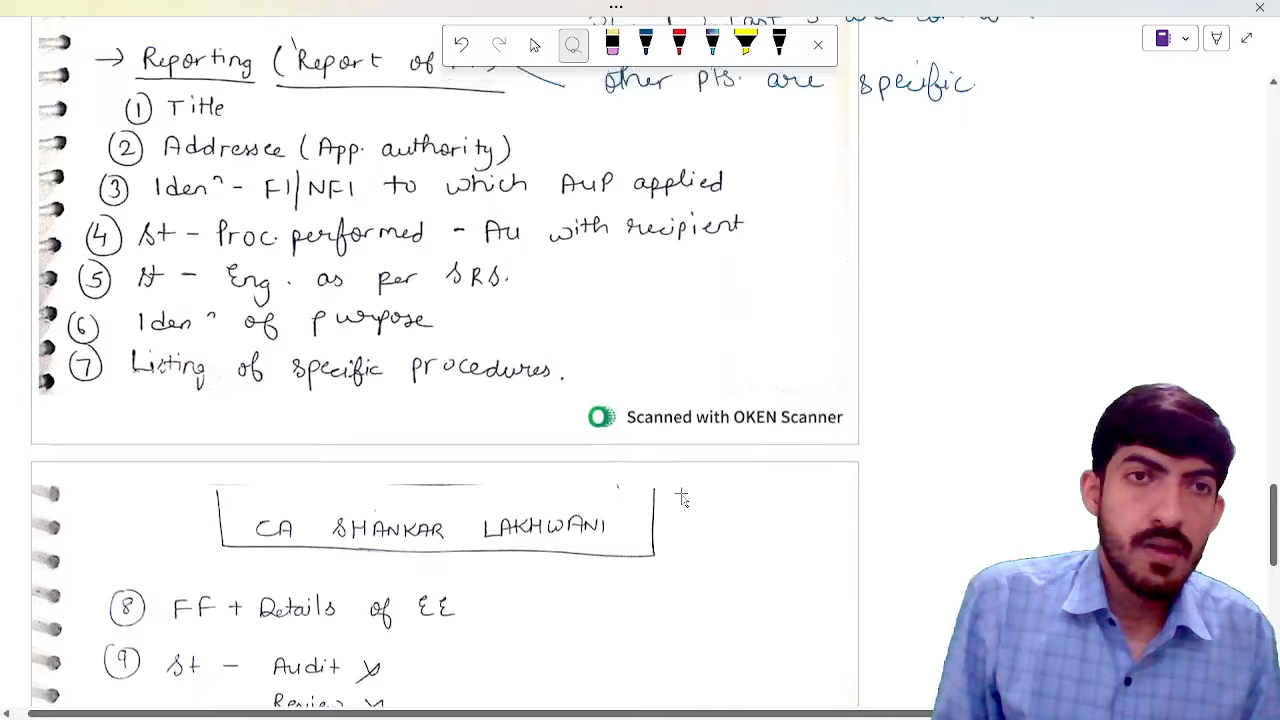 → Reporting (Report of
other pts. are specific
① Title
② Addressee (App. authority)
③ Iden^n - FI/NFI to which AUP applied
④ St - Proc. performed - AU with recipient
⑤ St - Eng. as per SRS.
⑥ Iden^n of purpose
⑦ Listing of specific procedures.
Scanned with OKEN Scanner
CA SHANKAR LAKHWANI
⑧ FF + Details of EE
⑨ St - Audit x
Review x